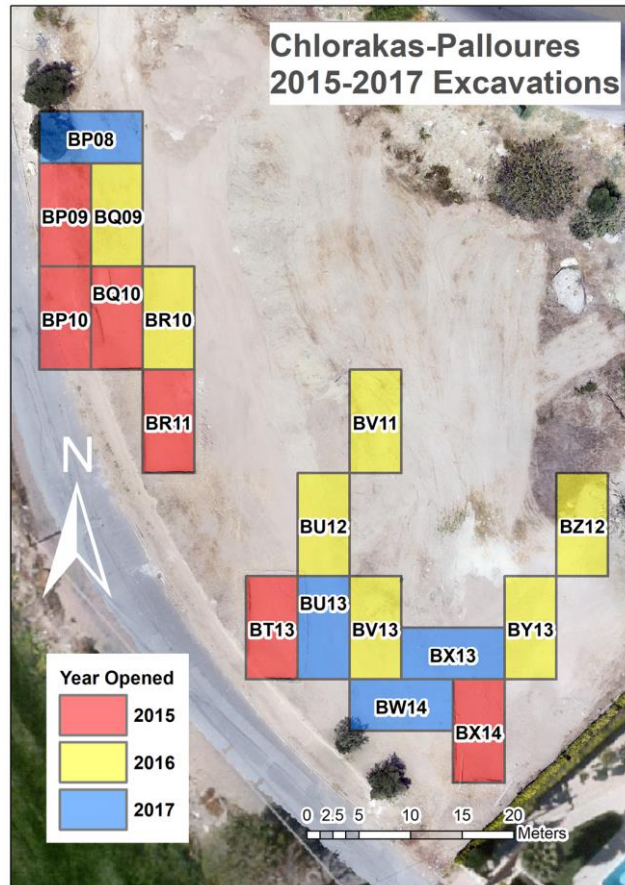 Chlorakas-Palloures
2015-2017 Excavations
BP08
BP09
BQ09
BP10
BQ10
BR10
BR11
BV11
N
BU12
BZ12
BT13
BU13
BV13
BX13
BY13
BW14
BX14
Year Opened
2015
2016
2017
0 2.5 5 10 15 20
Meters